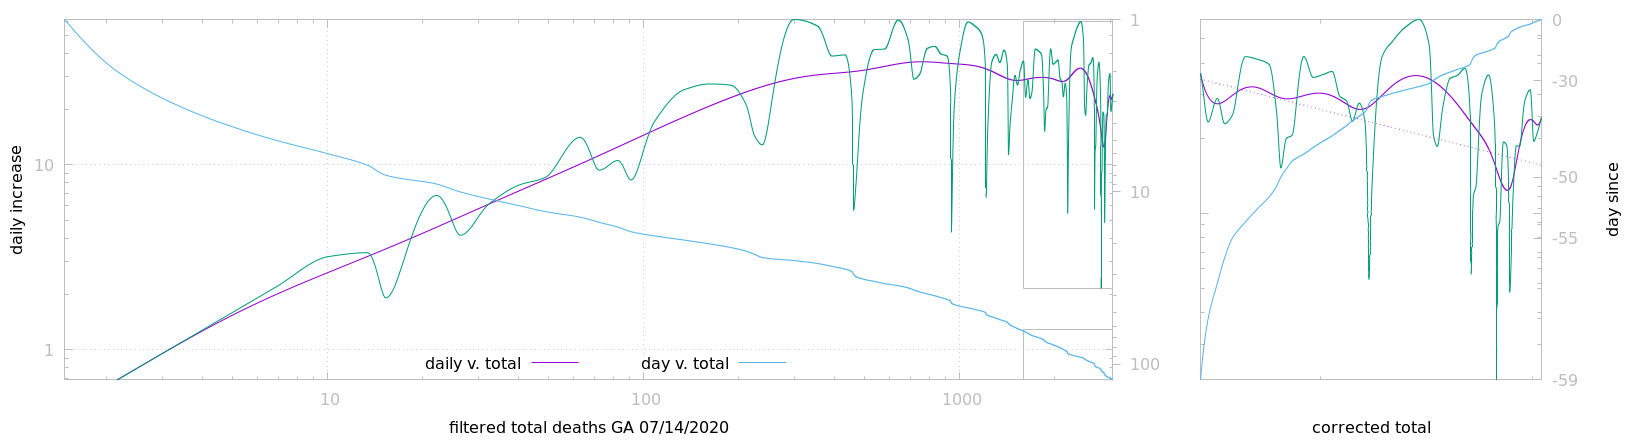 1
0
-30
10
10
-50
daily increase
day since
-55
1
daily v. total
day v. total
100
-59
10
100
1000
filtered total deaths GA 07/14/2020
corrected total